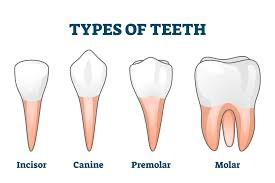 TYPES OF TEETH
Incisor Canine Premolar Molar